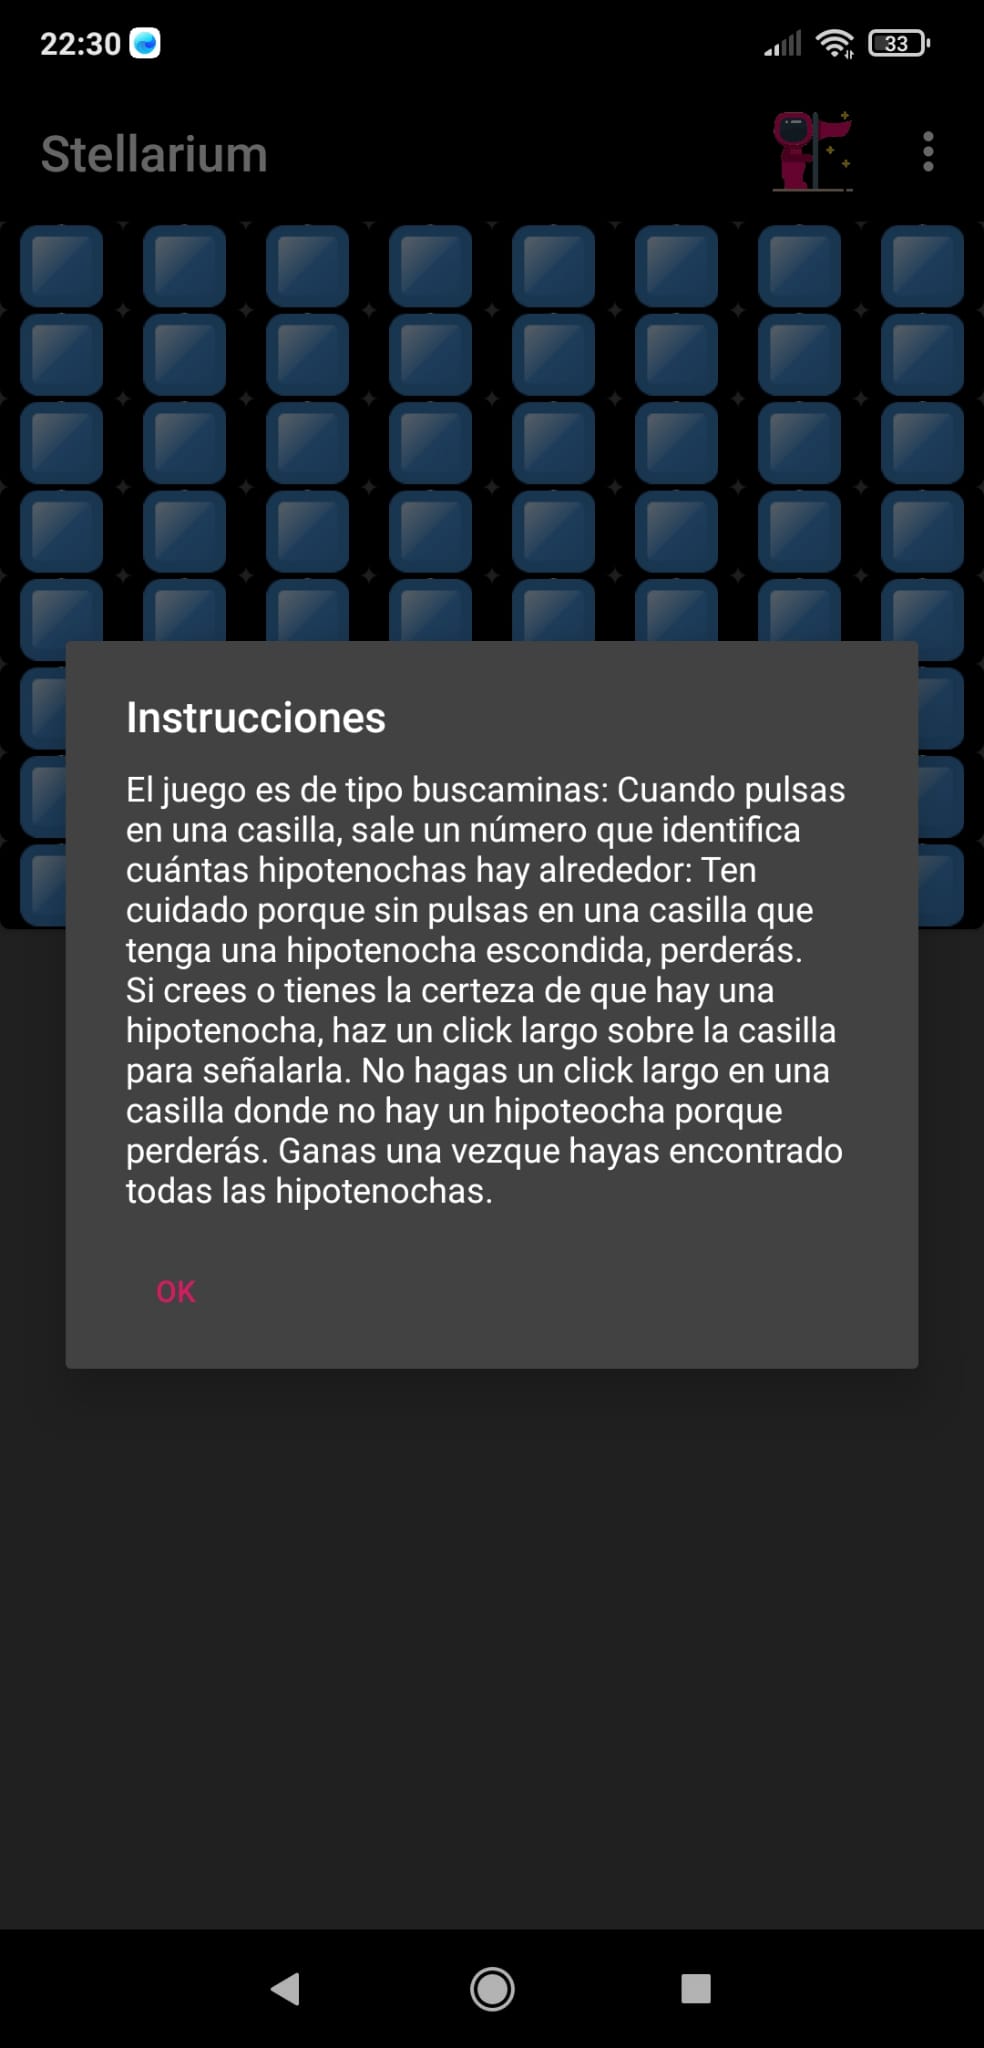 22:30
33
Stellarium
Instrucciones
El juego es de tipo buscaminas: Cuando pulsas
en una casilla, sale un número que identifica
cuántas hipotenochas hay alrededor: Ten
cuidado porque sin pulsas en una casilla que
tenga una hipotenocha escondida, perderás.
Si crees o tienes la certeza de que hay una
hipotenocha, haz un click largo sobre la casilla
para señalarla. No hagas un click largo en una
casilla donde no hay un hipoteocha porque
perderás. Ganas una vezque hayas encontrado
todas las hipotenochas.
OK